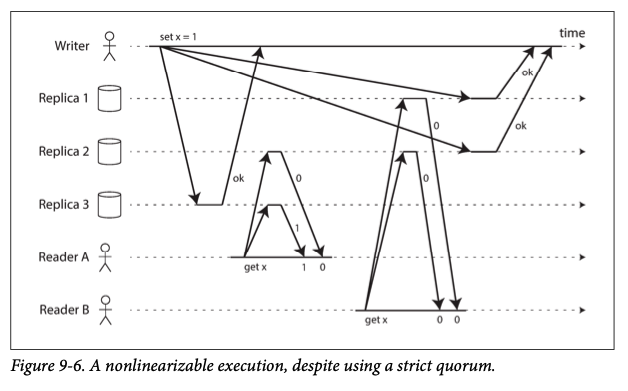 time
set x = 1
Writer
ok
Replica 1
0
ok
Replica 2
ok
0
0
Replica 3
1
Reader A
get x
1
0
Reader B
get x
0
0
Figure 9-6. A nonlinearizable execution, despite using a strict quorum.